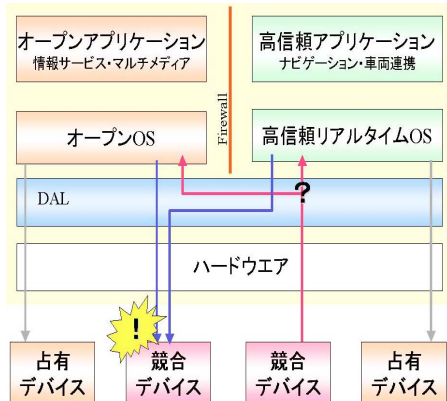 オープンアプリケーション
情報サービス・マルチメディア
高信頼アプリケーション
ナビゲーション・車両連携
Firewall
オープンOS
高信頼リアルタイムOS
DAL
?
ハードウエア
!
占有
デバイス
競合
デバイス
競合
デバイス
占有
デバイス